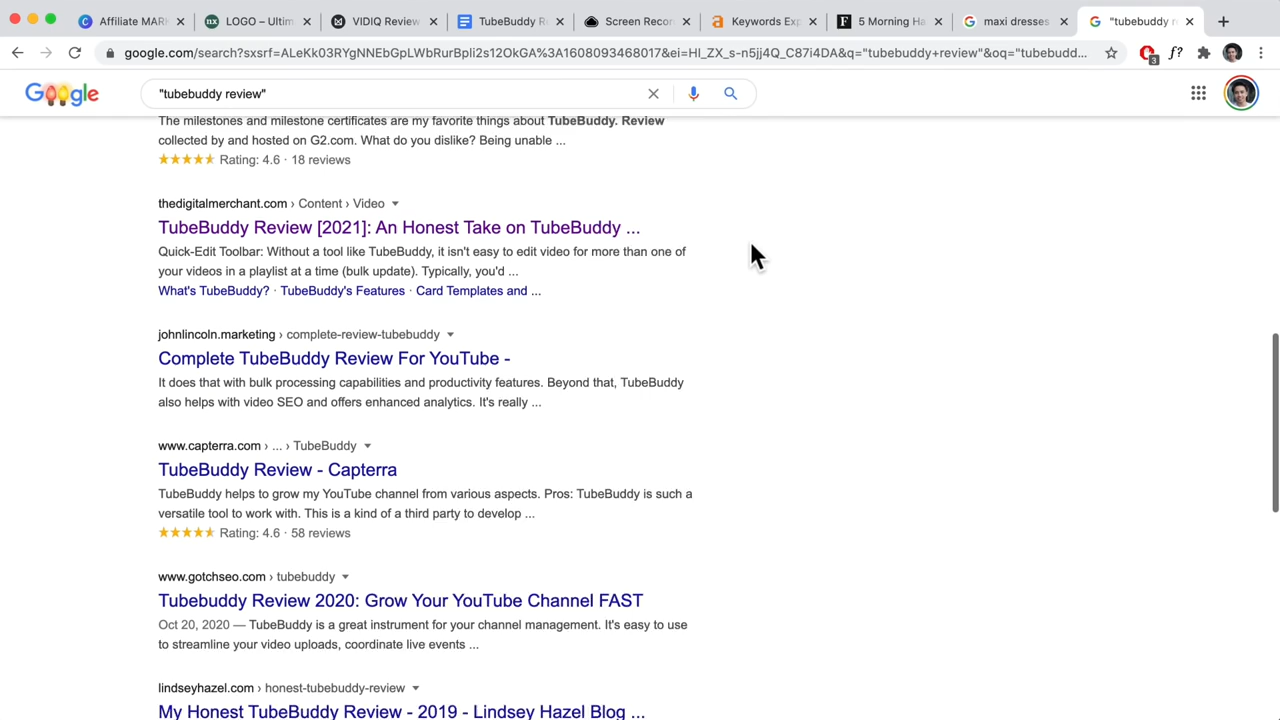 Affiliate MAR
LOGO – Ultim
VIDIQ Review
TubeBuddy R
Screen Recor
Keywords Exp
5 Morning Ha
maxi dresses
"tubebuddy r
google.com/search?sxsrf=ALeKk03RYgNNEbGpLWbRurBpli2s12OkGA%3A1608093468017&ei=HI_ZX_s-n5jj4Q_C87i4DA&q="tubebuddy+review"&oq="tubebudd...
3
f?
Google
"tubebuddy review"
The milestones and milestone certificates are my favorite things about TubeBuddy. Review
collected by and hosted on G2.com. What do you dislike? Being unable ...
Rating: 4.6 · 18 reviews
thedigitalmerchant.com › Content › Video
TubeBuddy Review [2021]: An Honest Take on TubeBuddy ...
Quick-Edit Toolbar: Without a tool like TubeBuddy, it isn't easy to edit video for more than one of
your videos in a playlist at a time (bulk update). Typically, you'd ...
What's TubeBuddy? · TubeBuddy's Features · Card Templates and ...
johnlincoln.marketing › complete-review-tubebuddy
Complete TubeBuddy Review For YouTube -
It does that with bulk processing capabilities and productivity features. Beyond that, TubeBuddy
also helps with video SEO and offers enhanced analytics. It's really ...
www.capterra.com › ... › TubeBuddy
TubeBuddy Review - Capterra
TubeBuddy helps to grow my YouTube channel from various aspects. Pros: TubeBuddy is such a
versatile tool to work with. This is a kind of a third party to develop ...
Rating: 4.6 · 58 reviews
www.gotchseo.com › tubebuddy
Tubebuddy Review 2020: Grow Your YouTube Channel FAST
Oct 20, 2020 — TubeBuddy is a great instrument for your channel management. It's easy to use
to streamline your video uploads, coordinate live events ...
lindseyhazel.com › honest-tubebuddy-review
My Honest TubeBuddy Review - 2019 - Lindsey Hazel Blog ...